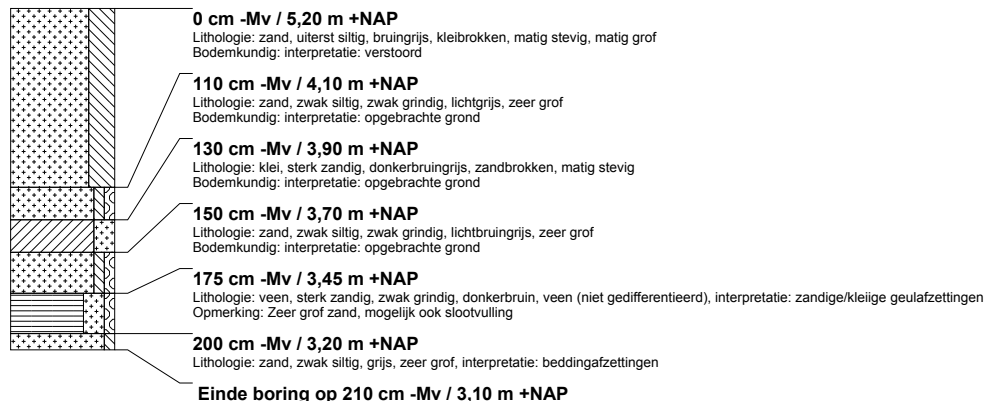 0 cm -Mv / 5,20 m +NAP
Lithologie: zand, uiterst siltig, bruingrijs, kleibrokken, matig stevig, matig grof
Bodemkundig: interpretatie: verstoord
110 cm -Mv / 4,10 m +NAP
Lithologie: zand, zwak siltig, zwak grindig, lichtgrijs, zeer grof
Bodemkundig: interpretatie: opgebrachte grond
130 cm -Mv / 3,90 m +NAP
Lithologie: klei, sterk zandig, donkerbruingrijs, zandbrokken, matig stevig
Bodemkundig: interpretatie: opgebrachte grond
150 cm -Mv / 3,70 m +NAP
Lithologie: zand, zwak siltig, zwak grindig, lichtbruingrijs, zeer grof
Bodemkundig: interpretatie: opgebrachte grond
175 cm -Mv / 3,45 m +NAP
Lithologie: veen, sterk zandig, zwak grindig, donkerbruin, veen (niet gedifferentieerd), interpretatie: zandige/kleiige geulafzettingen
Opmerking: Zeer grof zand, mogelijk ook slootvulling
200 cm -Mv / 3,20 m +NAP
Lithologie: zand, zwak siltig, grijs, zeer grof, interpretatie: beddingafzettingen
Einde boring op 210 cm -Mv / 3,10 m +NAP